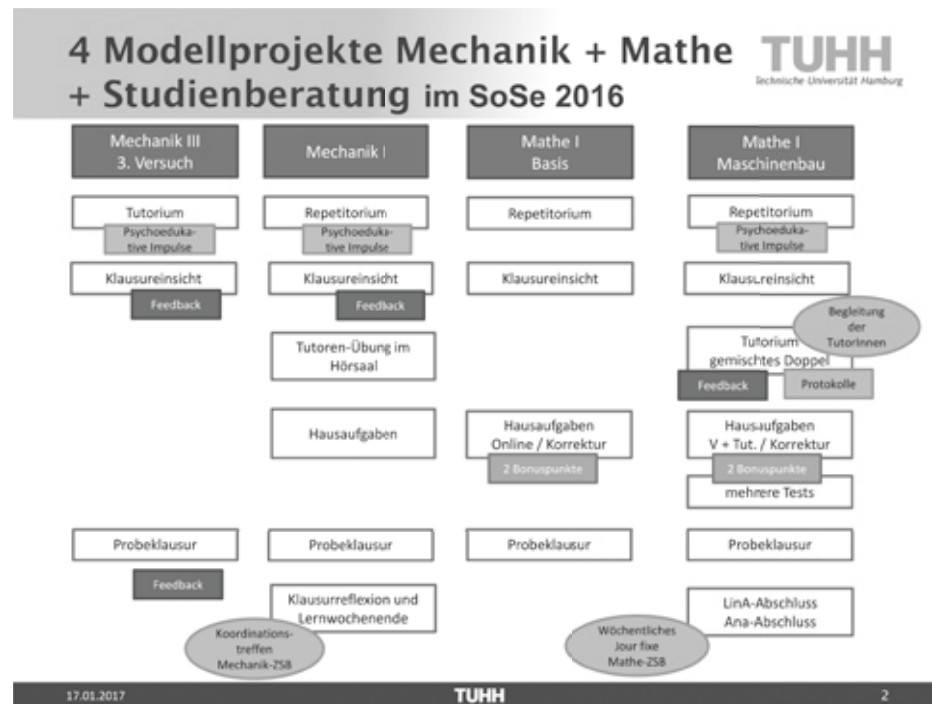 4 Modellprojekte Mechanik + Mathe
+ Studienberatung im SoSe 2016
TUHH
Technische Universität Hamburg
Mechanik III
3. Versuch
Mechanik I
Mathe I
Basis
Mathe I
Maschinenbau
Tutorium
Psychoeduka-
tive Impulse
Repetitorium
Psychoeduka-
tive Impulse
Repetitorium
Repetitorium
Psychoeduka-
tive Impulse
Klausureinsicht
Feedback
Klausureinsicht
Feedback
Klausureinsicht
Klausureinsicht
Begleitung
der
TutorInnen
Tutoren-Übung im
Hörsaal
Tutorium
gemischtes Doppel
Feedback
Protokolle
Hausaufgaben
Hausaufgaben
Online / Korrektur
2 Bonuspunkte
Hausaufgaben
V + Tut. / Korrektur
2 Bonuspunkte
mehrere Tests
Probeklausur
Feedback
Probeklausur
Probeklausur
Probeklausur
Klausurreflexion und
Lernwochenende
LinA-Abschluss
Ana-Abschluss
Koordinations-
treffen
Mechanik-ZSB
Wöchentliches
Jour fixe
Mathe-ZSB
17.01.2017
TUHH
2